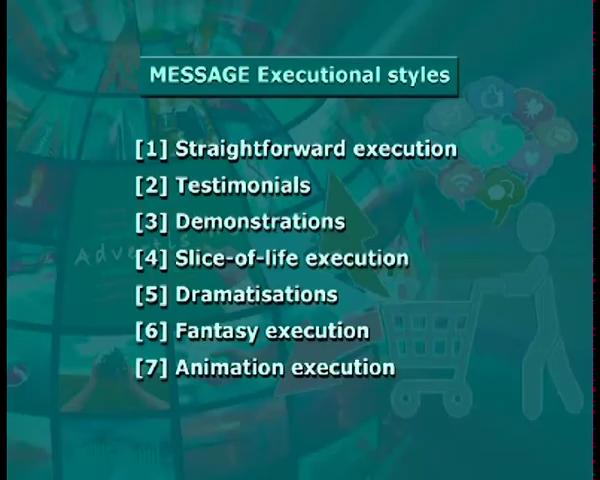 MESSAGE Executional styles
[1] Straightforward execution
[2] Testimonials
[3] Demonstrations
[4] Slice-of-life execution
[5] Dramatisations
[6] Fantasy execution
[7] Animation execution
Advertis